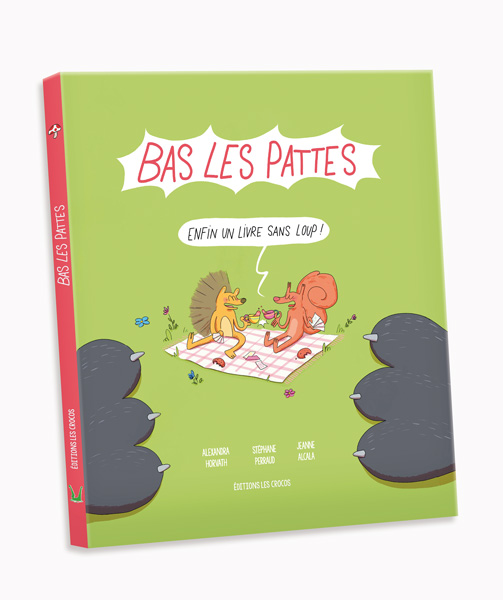 BAS LES PATTES
ENFIN UN LIVRE SANS LOUP !
ALEXANDRA
HORVATH
STÉPHANE
PERRAUD
JEANNE
ALCALA
ÉDITIONS LES CROCOS
BAS LES PATTES
ÉDITIONS LES CROCOS